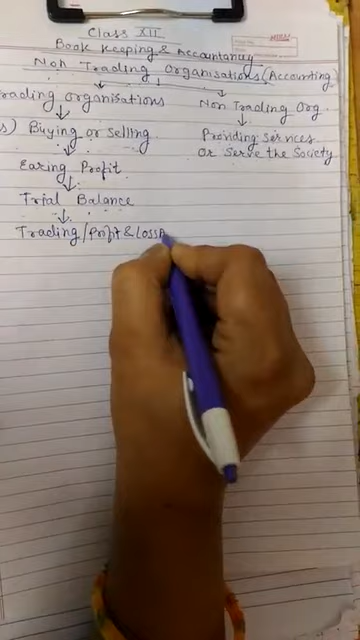 Class XII
Book Keeping & Accountancy
Non Trading Organisations (Accounting)
rading organisations
Non Trading Org
s) Buying or Selling
Providing services
Or Serve the Society
Earing Profit
Trial Balance
Trading/Profit & Loss A